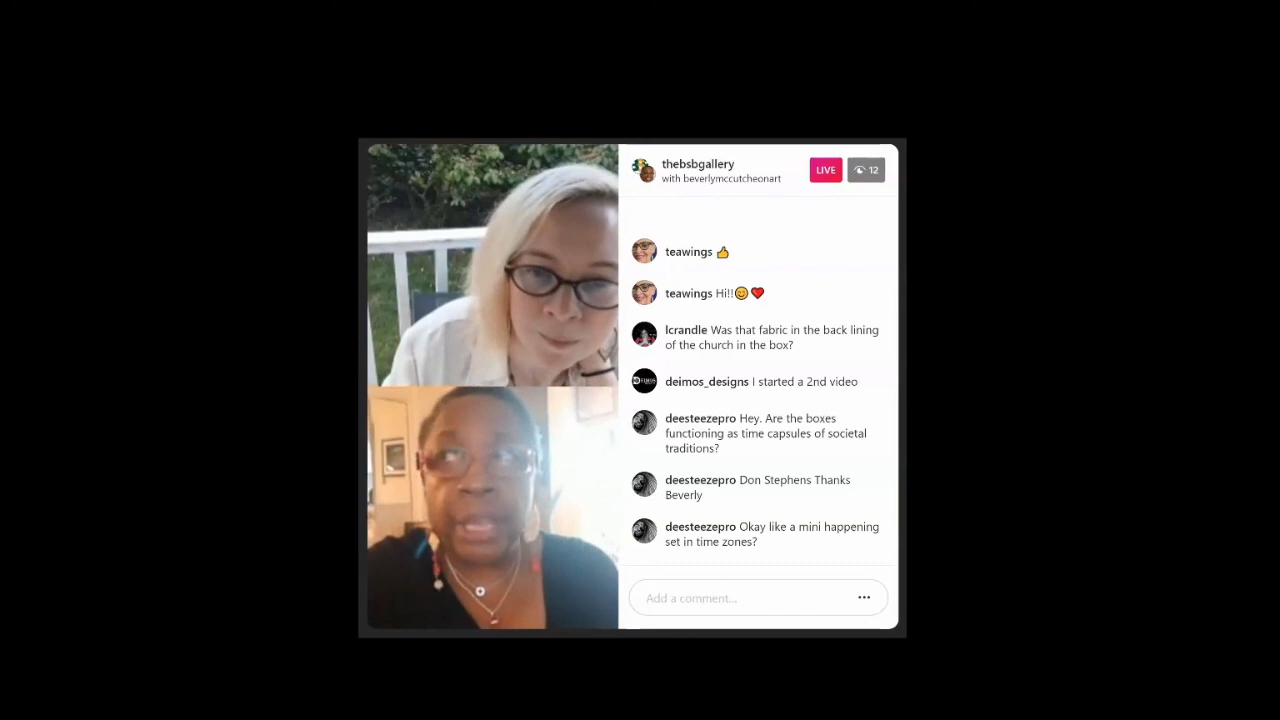 thebsbgallery
with beverlymccutcheonart
LIVE
12
teawings 👍
teawings Hi!!😊❤️
lcrandle Was that fabric in the back lining
of the church in the box?
deimos_designs I started a 2nd video
deesteezepro Hey. Are the boxes
functioning as time capsules of societal
traditions?
deesteezepro Don Stephens Thanks
Beverly
deesteezepro Okay like a mini happening
set in time zones?
Add a comment...